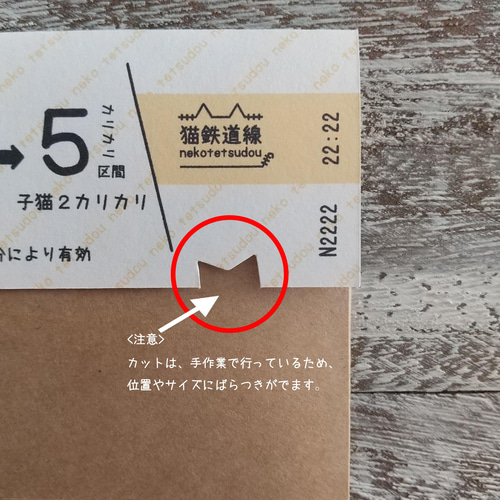 neko tetsudou
→5 カリカリ 区間
猫鉄道線
nekotetsudou
22:22
子猫2カリカリ
N2222
分により有効
<注意>
カットは、手作業で行っているため、
位置やサイズにばらつきがでます。